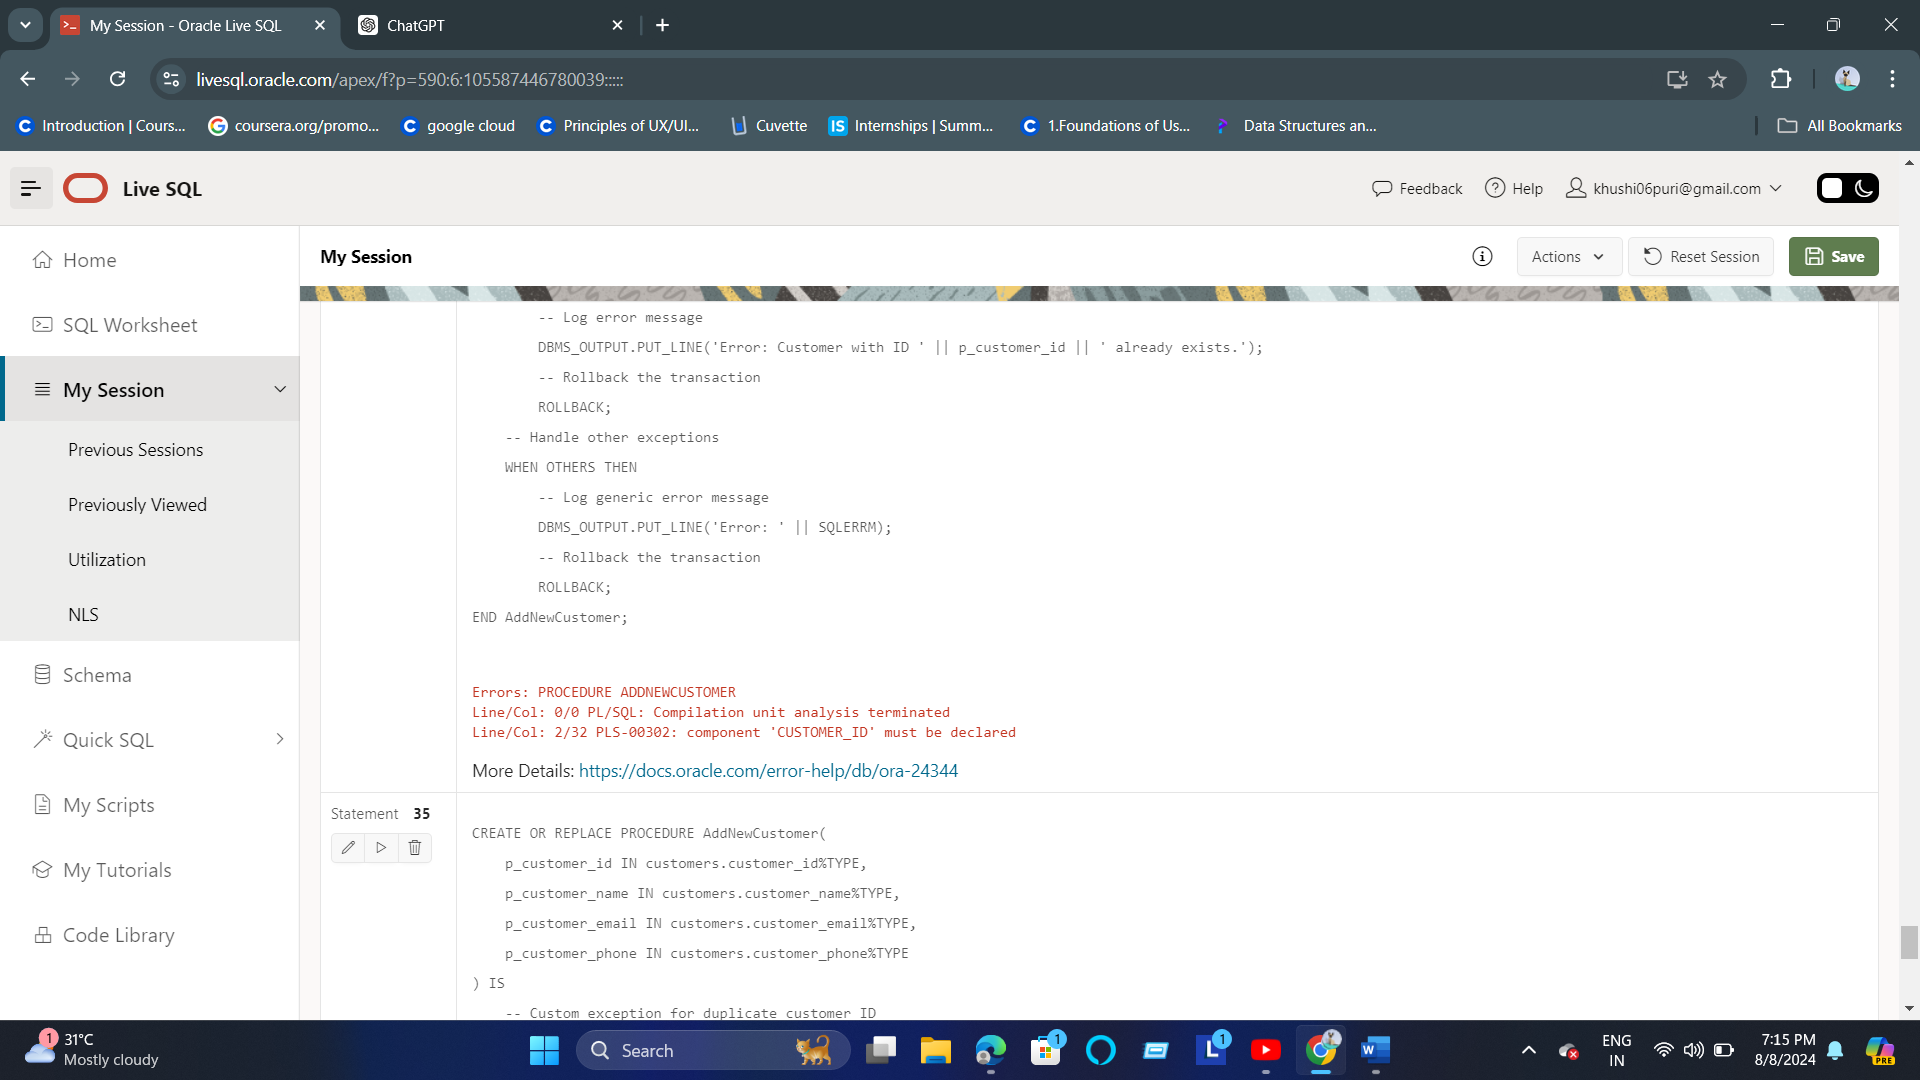 My Session - Oracle Live SQL
ChatGPT
livesql.oracle.com/apex/f?p=590:6:105587446780039:::::
Introduction | Cours...
coursera.org/promo...
google cloud
Principles of UX/UI...
Cuvette
IS
Internships | Summ...
1.Foundations of Us...
Data Structures an...
All Bookmarks
Live SQL
Feedback
Help
khushi06puri@gmail.com
Home
SQL Worksheet
My Session
Previous Sessions
Previously Viewed
Utilization
NLS
Schema
Quick SQL
My Scripts
My Tutorials
Code Library
My Session
Actions
Reset Session
Save
-- Log error message
DBMS_OUTPUT.PUT_LINE('Error: Customer with ID ' || p_customer_id || ' already exists.');
-- Rollback the transaction
ROLLBACK;
-- Handle other exceptions
WHEN OTHERS THEN
-- Log generic error message
DBMS_OUTPUT.PUT_LINE('Error: ' || SQLERRM);
-- Rollback the transaction
ROLLBACK;
END AddNewCustomer;
Errors: PROCEDURE ADDNEWCUSTOMER
Line/Col: 0/0 PL/SQL: Compilation unit analysis terminated
Line/Col: 2/32 PLS-00302: component 'CUSTOMER_ID' must be declared
More Details: https://docs.oracle.com/error-help/db/ora-24344
Statement 35
CREATE OR REPLACE PROCEDURE AddNewCustomer(
p_customer_id IN customers.customer_id%TYPE,
p_customer_name IN customers.customer_name%TYPE,
p_customer_email IN customers.customer_email%TYPE,
p_customer_phone IN customers.customer_phone%TYPE
) IS
-- Custom exception for duplicate customer ID
1
31°C
Mostly cloudy
Search
1
L
1
W
ENG
IN
7:15 PM
8/8/2024
PRE